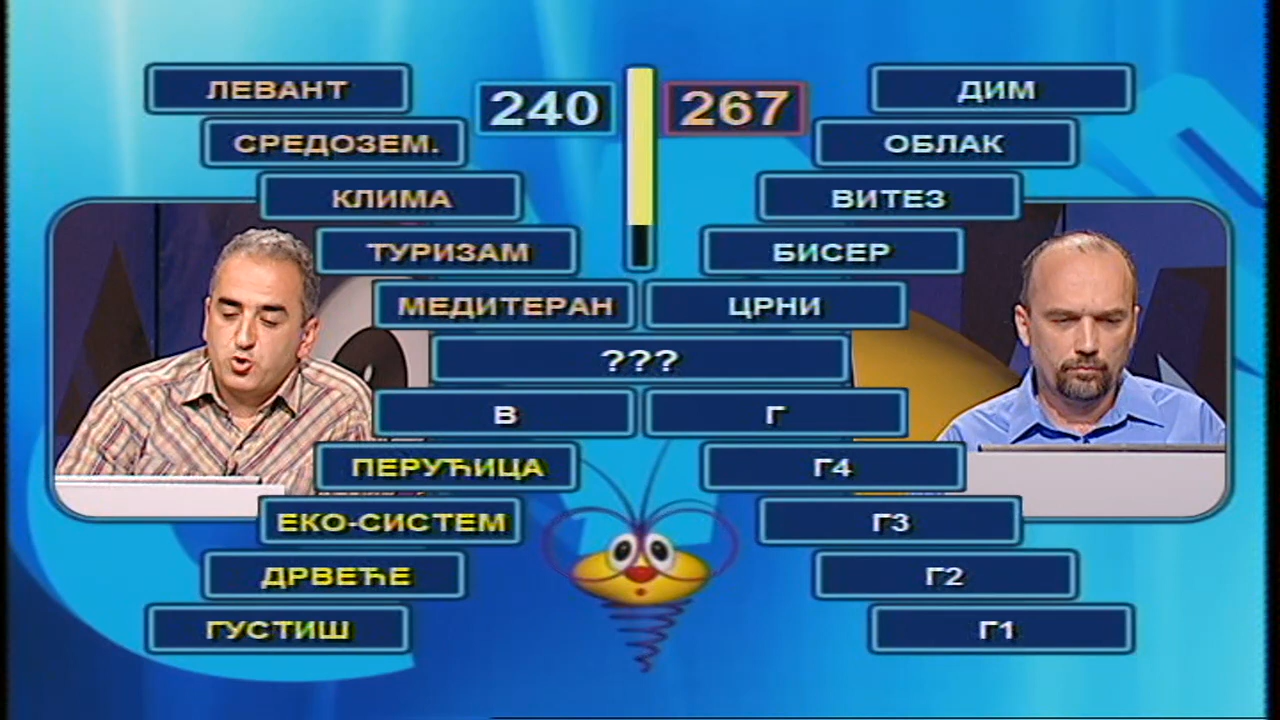 ЛЕВАНТ
240
267
ДИМ
СРЕДОЗЕМ.
ОБЛАК
КЛИМА
ВИТЕЗ
ТУРИЗАМ
БИСЕР
МЕДИТЕРАН
ЦРНИ
???
В
Г
ПЕРУЋИЦА
Г4
ЕКО-СИСТЕМ
Г3
ДРВЕЋЕ
Г2
ГУСТИШ
Г1